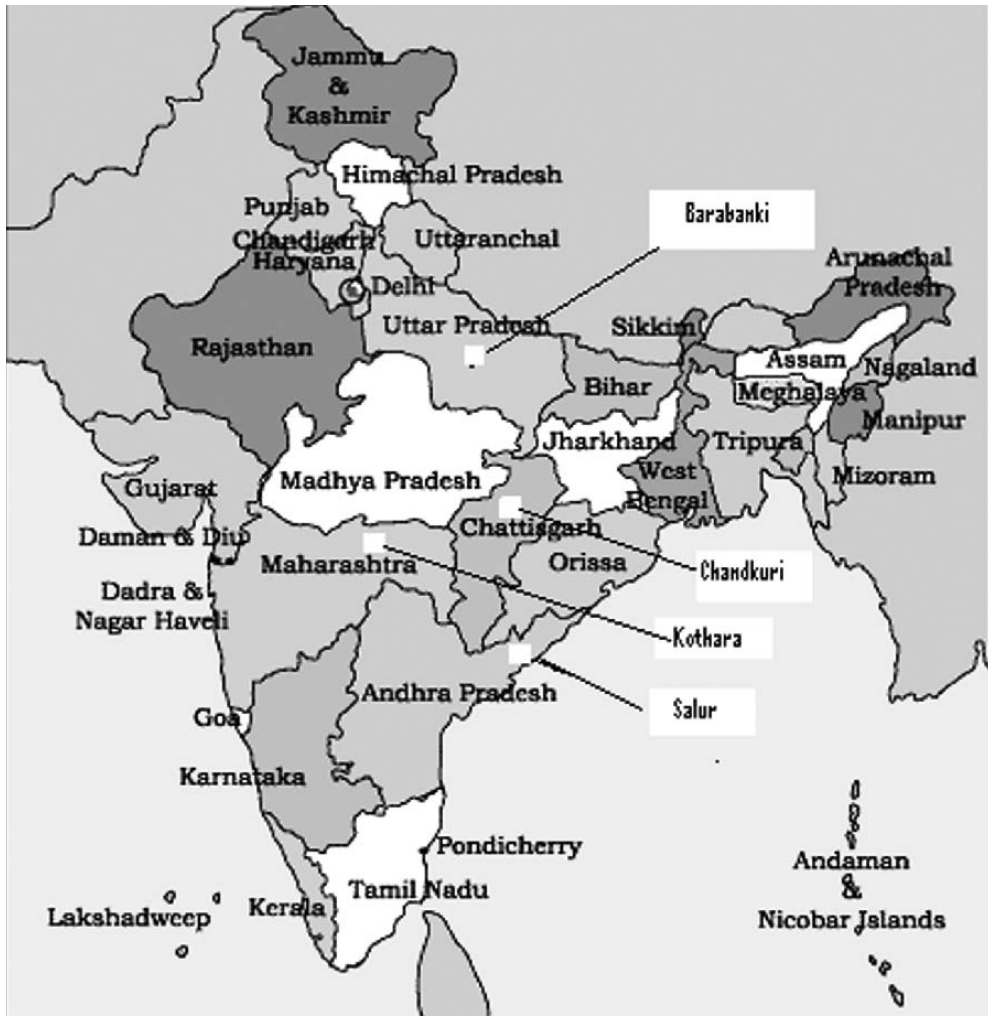 Jammu
&
Kashmir
Himachal Pradesh
Punjab
Chandigarh
Haryana
Uttaranchal
Delhi
Barabanki
Arunachal
Pradesh
Uttar Pradesh
Sikkim
Rajasthan
Assam
Nagaland
Bihar
Meghalaya
Manipur
Jharkhand
Tripura
Madhya Pradesh
West
Bengal
Mizoram
Gujarat
Chattisgarh
Daman & Diu
Maharashtra
Orissa
Chandkuri
Dadra &
Nagar Haveli
Kothara
Andhra Pradesh
Salur
Goa
Karnataka
Pondicherry
Andaman
&
Nicobar Islands
Tamil Nadu
Kerala
Lakshadweep